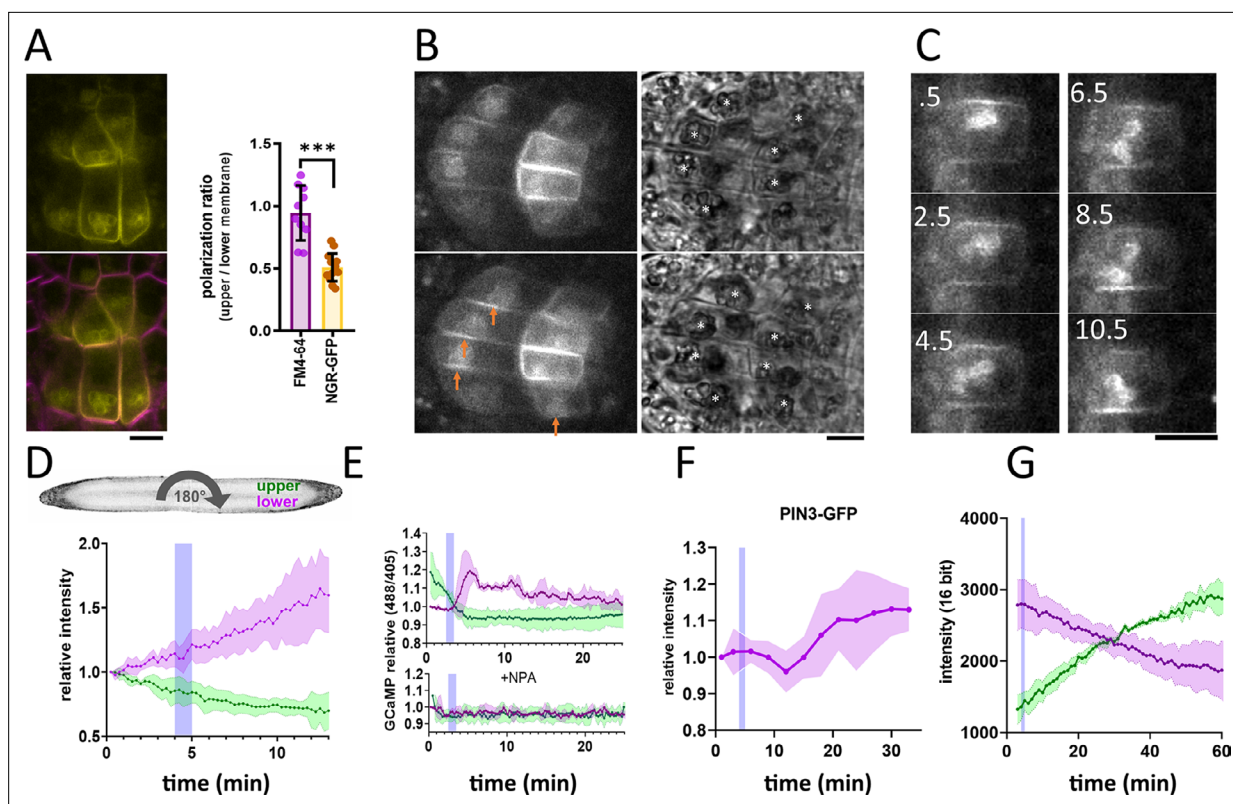 A
polarization ratio
(upper / lower membrane)
1.5
1.0
0.5
0.0
***
FM4-64
NGR-GFP
B
* * * * * * * *
* * * * * * * * *
C
.5
2.5
4.5
6.5
8.5
10.5
D
180°
upper
lower
relative intensity
2.0
1.5
1.0
0.5
0 5 10
time (min)
E
GCaMP relative (488/405)
1.4
1.3
1.2
1.1
1.0
0.9
0.8
0 10 20
+NPA
1.2
1.1
1.0
0.9
0 10 20
time (min)
F
PIN3-GFP
relative intensity
1.3
1.2
1.1
1.0
0.9
0.8
0 10 20 30
time (min)
G
intensity (16 bit)
4000
3000
2000
1000
0 20 40 60
time (min)